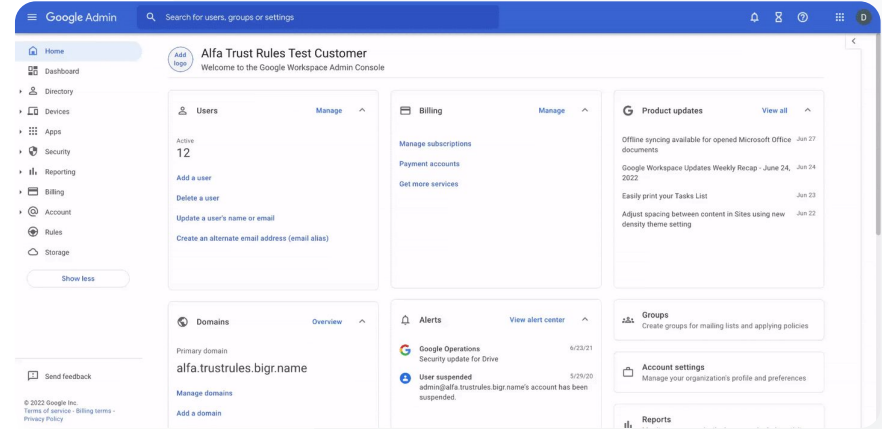 Google Admin
Search for users, groups or settings
D
Home
Dashboard
Directory
Devices
Apps
Security
Reporting
Billing
Account
Rules
Storage
Show less
Send feedback
© 2022 Google Inc.
Terms of service - Billing terms -
Privacy Policy
Add
logo
Alfa Trust Rules Test Customer
Welcome to the Google Workspace Admin Console
Users
Manage
Active
12
Add a user
Delete a user
Update a user's name or email
Create an alternate email address (email alias)
Billing
Manage
Manage subscriptions
Payment accounts
Get more services
Product updates
View all
Offline syncing available for opened Microsoft Office Jun 27
documents
Google Workspace Updates Weekly Recap - June 24, Jun 24
2022
Easily print your Tasks List Jun 23
Adjust spacing between content in Sites using new Jun 22
density theme setting
Domains
Overview
Primary domain
alfa.trustrules.bigr.name
Manage domains
Add a domain
Alerts
View alert center
Google Operations 6/23/21
Security update for Drive
User suspended 5/29/20
admin@alfa.trustrules.bigr.name's account has been
suspended.
Groups
Create groups for mailing lists and applying policies
Account settings
Manage your organization's profile and preferences
Reports